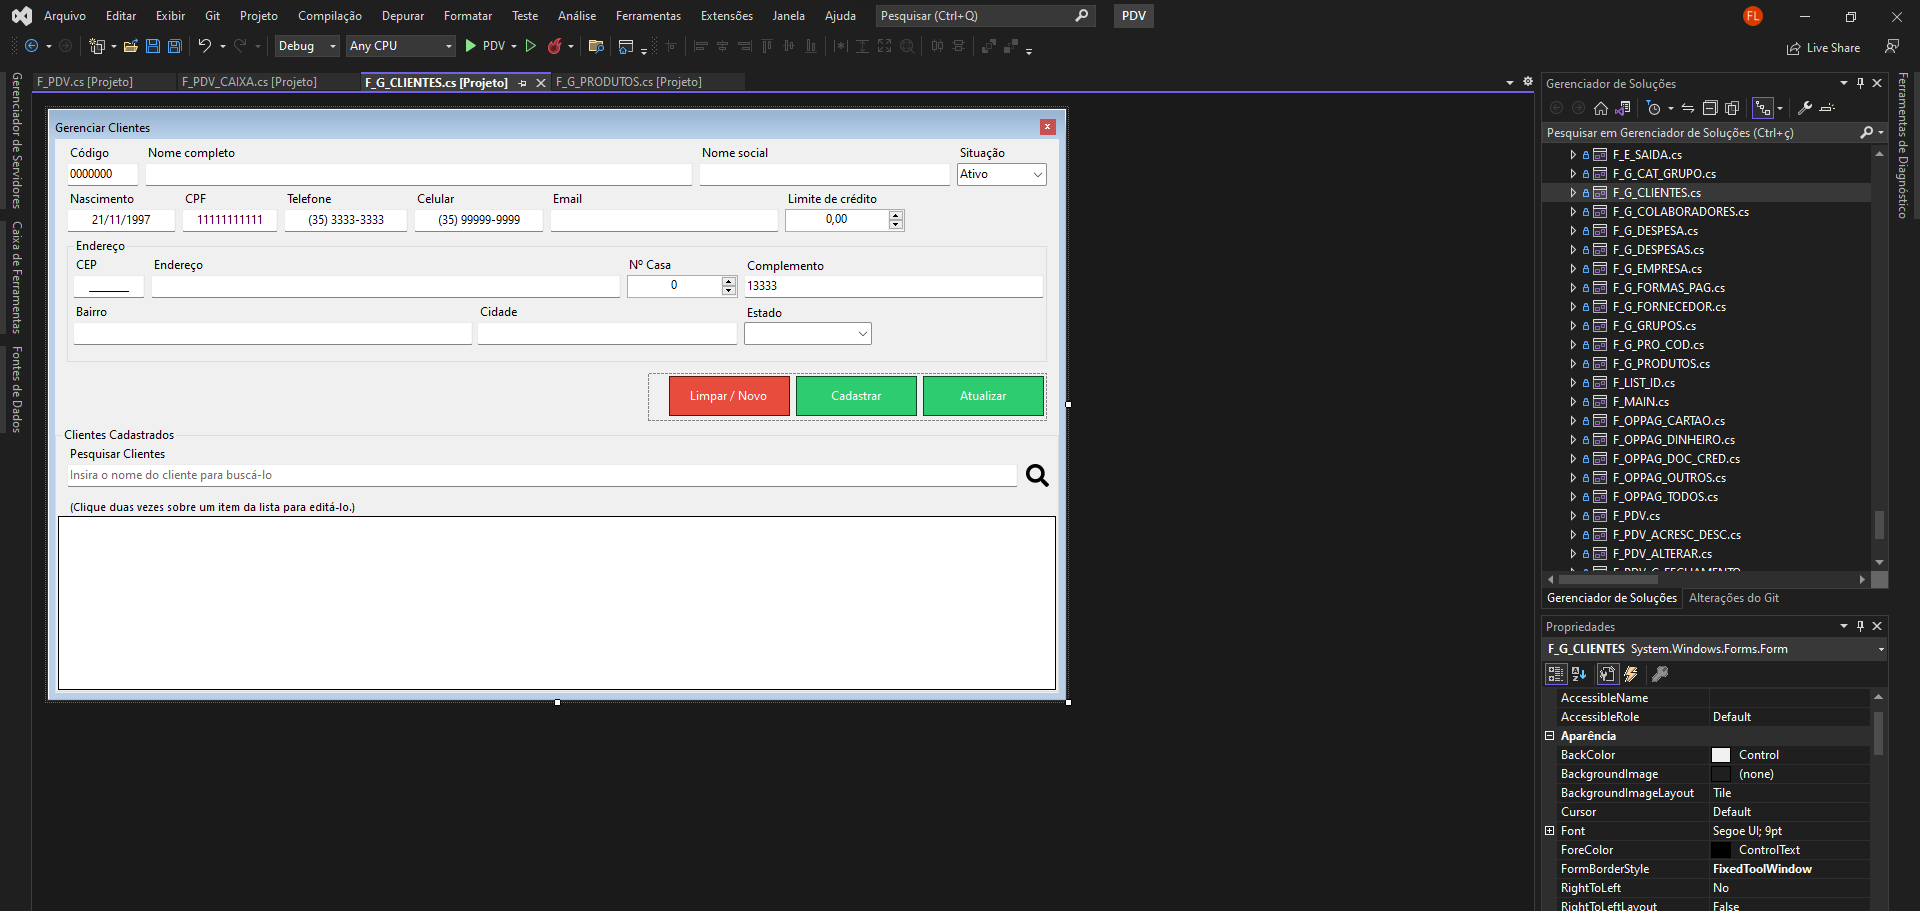 Arquivo Editar Exibir Git Projeto Compilação Depurar Formatar Teste Análise Ferramentas Extensões Janela Ajuda Pesquisar (Ctrl+Q) PDV FL
Debug Any CPU PDV Live Share
F_PDV.cs [Projeto] F_PDV_CAIXA.cs [Projeto] F_G_CLIENTES.cs [Projeto] F_G_PRODUTOS.cs [Projeto]
Gerenciador de Servidores
Caixa de Ferramentas
Fontes de Dados
Gerenciar Clientes
Código Nome completo Nome social Situação
0000000 Ativo
Nascimento CPF Telefone Celular Email Limite de crédito
21/11/1997 11111111111 (35) 3333-3333 (35) 99999-9999 0,00
Endereço
CEP Endereço Nº Casa Complemento
_______ 0 13333
Bairro Cidade Estado
Limpar / Novo Cadastrar Atualizar
Clientes Cadastrados
Pesquisar Clientes
Insira o nome do cliente para buscá-lo
(Clique duas vezes sobre um item da lista para editá-lo.)
Gerenciador de Soluções
Pesquisar em Gerenciador de Soluções (Ctrl+ç)
F_E_SAIDA.cs
F_G_CAT_GRUPO.cs
F_G_CLIENTES.cs
F_G_COLABORADORES.cs
F_G_DESPESA.cs
F_G_DESPESAS.cs
F_G_EMPRESA.cs
F_G_FORMAS_PAG.cs
F_G_FORNECEDOR.cs
F_G_GRUPOS.cs
F_G_PRO_COD.cs
F_G_PRODUTOS.cs
F_LIST_ID.cs
F_MAIN.cs
F_OPPAG_CARTAO.cs
F_OPPAG_DINHEIRO.cs
F_OPPAG_DOC_CRED.cs
F_OPPAG_OUTROS.cs
F_OPPAG_TODOS.cs
F_PDV.cs
F_PDV_ACRESC_DESC.cs
F_PDV_ALTERAR.cs
F_PDV_G_FECHAMENTO
Gerenciador de Soluções Alterações do Git
Propriedades
F_G_CLIENTES System.Windows.Forms.Form
AccessibleName
AccessibleRole Default
Aparência
BackColor Control
BackgroundImage (none)
BackgroundImageLayout Tile
Cursor Default
Font Segoe UI; 9pt
ForeColor ControlText
FormBorderStyle FixedToolWindow
RightToLeft No
RightToLeftLayout False
Ferramentas de Diagnóstico